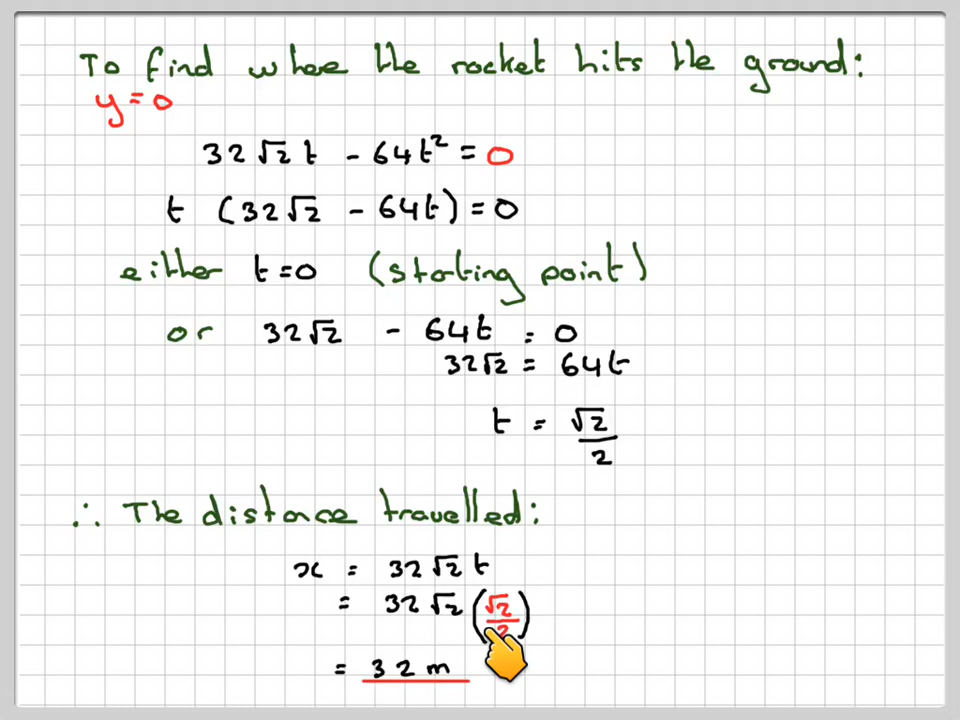 To find where the rocket hits the ground:
y = 0
32√2 t - 64t² = 0
t (32√2 - 64t) = 0
either t = 0 (starting point)
or 32√2 - 64t = 0
32√2 = 64t
t = √2/2
∴ The distance travelled:
x = 32√2 t
= 32√2 (√2/2)
= 32 m